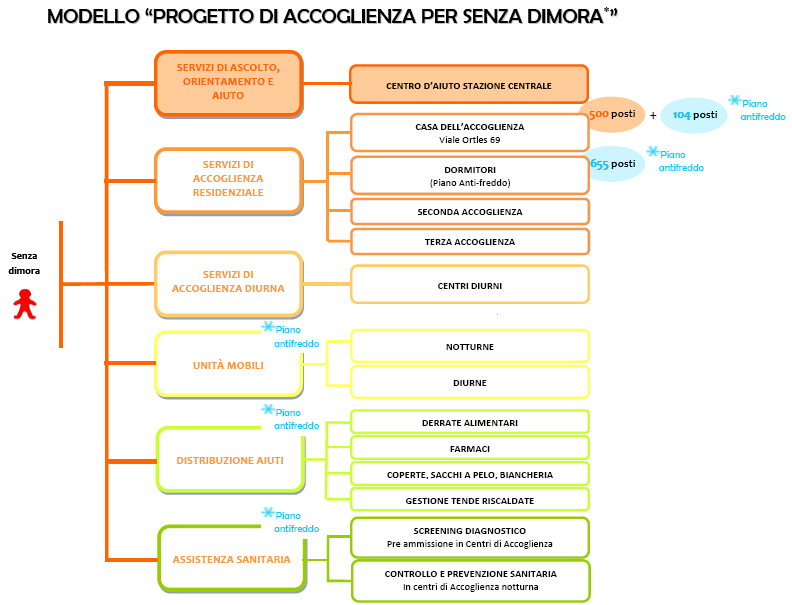 MODELLO “PROGETTO DI ACCOGLIENZA PER SENZA DIMORA*”
Senza
dimora
SERVIZI DI ASCOLTO,
ORIENTAMENTO E
AIUTO
CENTRO D’AIUTO STAZIONE CENTRALE
SERVIZI DI
ACCOGLIENZA
RESIDENZIALE
CASA DELL’ACCOGLIENZA
Viale Ortles 69
500 posti + 104 posti
Piano
antifreddo
DORMITORI
(Piano Anti-freddo)
655 posti
Piano
antifreddo
SECONDA ACCOGLIENZA
TERZA ACCOGLIENZA
SERVIZI DI
ACCOGLIENZA DIURNA
CENTRI DIURNI
Piano
antifreddo
UNITÀ MOBILI
NOTTURNE
DIURNE
Piano
antifreddo
DISTRIBUZIONE AIUTI
DERRATE ALIMENTARI
FARMACI
COPERTE, SACCHI A PELO, BIANCHERIA
GESTIONE TENDE RISCALDATE
Piano
antifreddo
ASSISTENZA SANITARIA
SCREENING DIAGNOSTICO
Pre ammissione in Centri di Accoglienza
CONTROLLO E PREVENZIONE SANITARIA
In centri di Accoglienza notturna